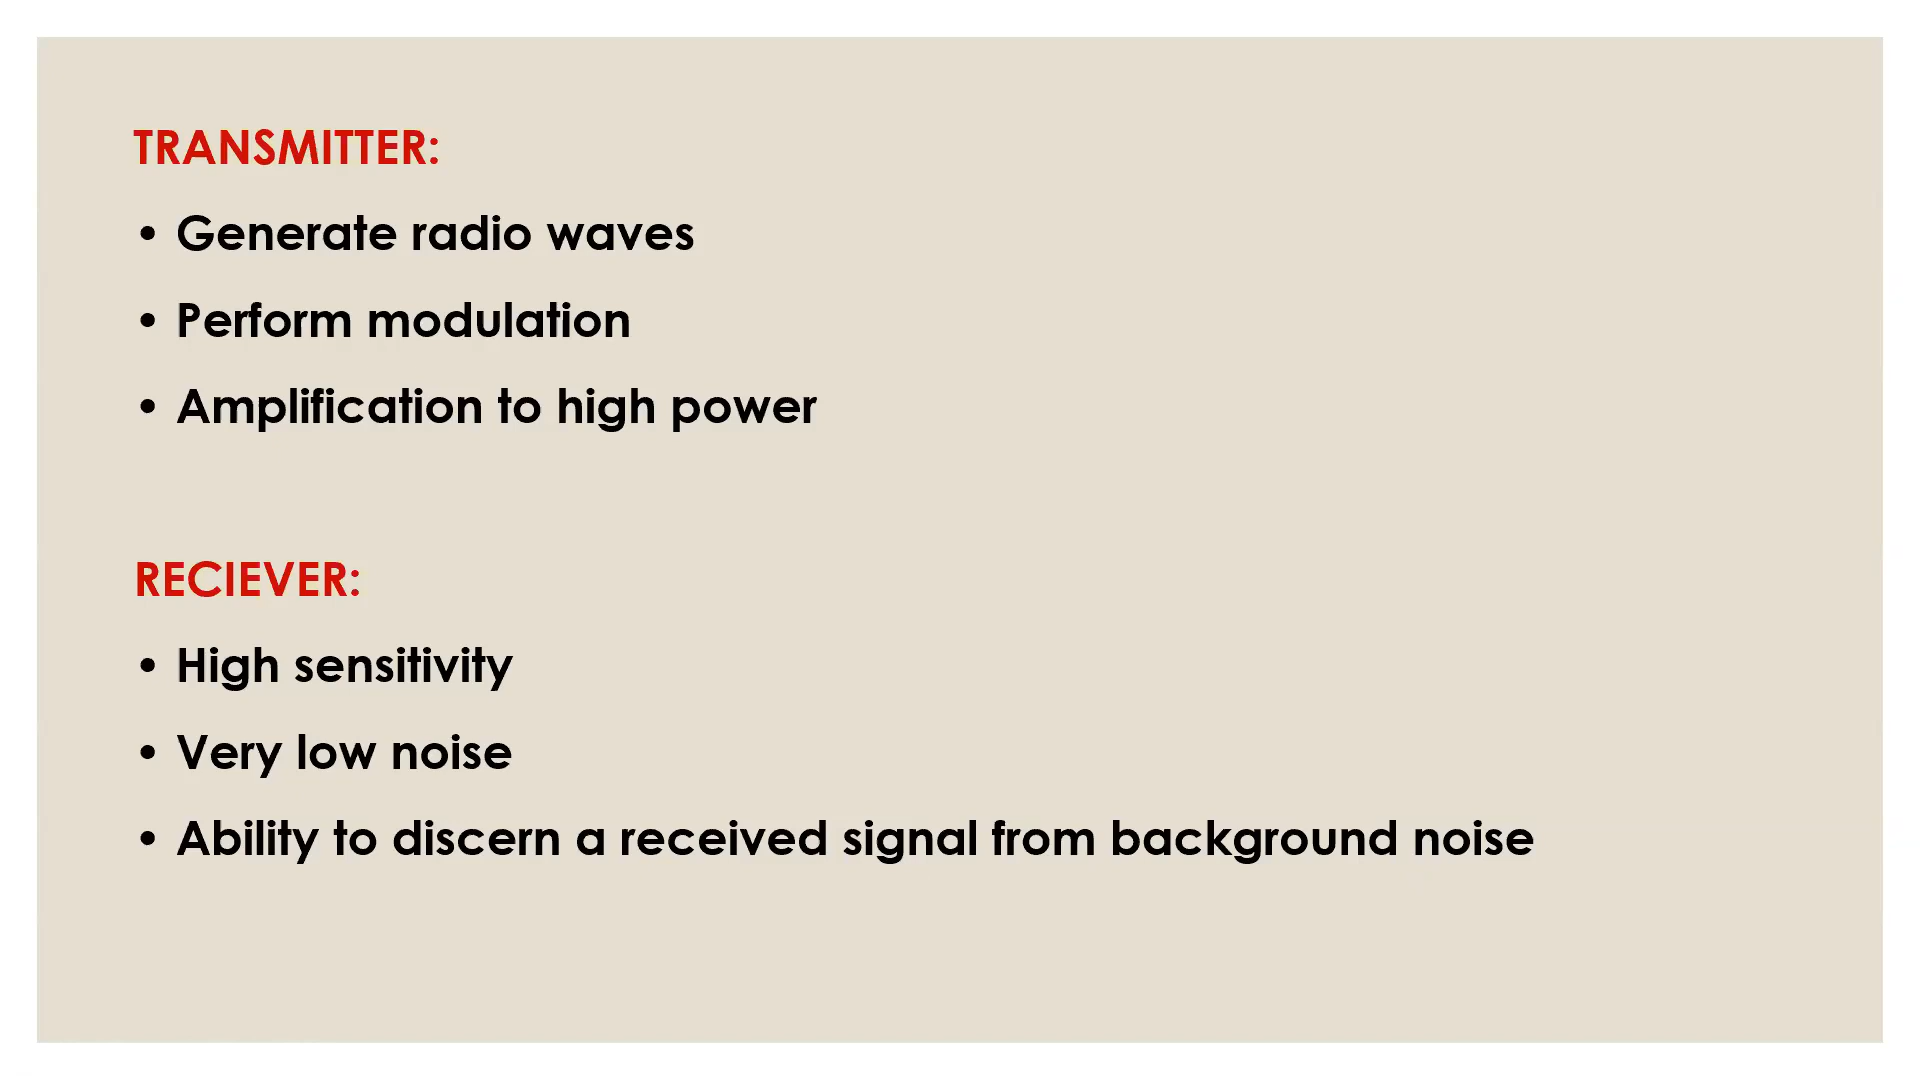 TRANSMITTER:
• Generate radio waves
• Perform modulation
• Amplification to high power
RECIEVER:
• High sensitivity
• Very low noise
• Ability to discern a received signal from background noise